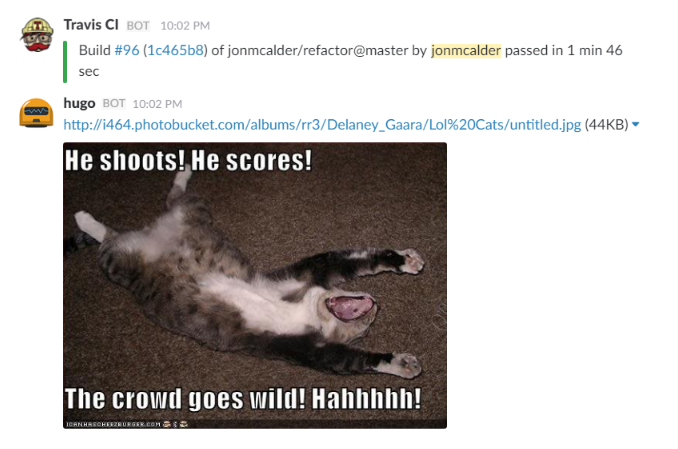 Travis CI BOT 10:02 PM
Build #96 (1c465b8) of jonmcalder/refactor@master by jonmcalder passed in 1 min 46
sec
hugo BOT 10:02 PM
http://i464.photobucket.com/albums/rr3/Delaney_Gaara/Lol%20Cats/untitled.jpg (44KB)
He shoots! He scores!
The crowd goes wild! Hahhhhh!
ICANHASCHEEZBURGER.COM